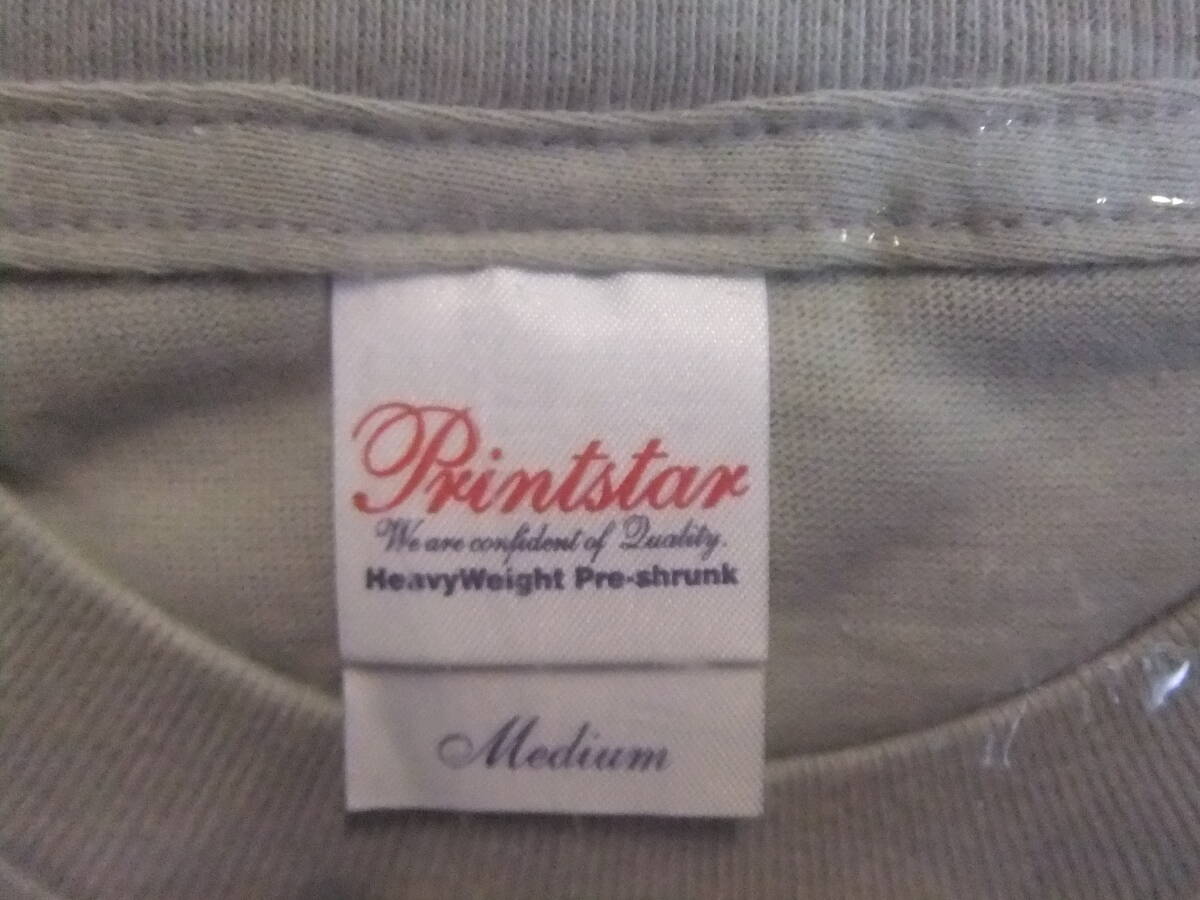 Printstar
We are confident of Quality.
HeavyWeight Pre-shrunk
Medium